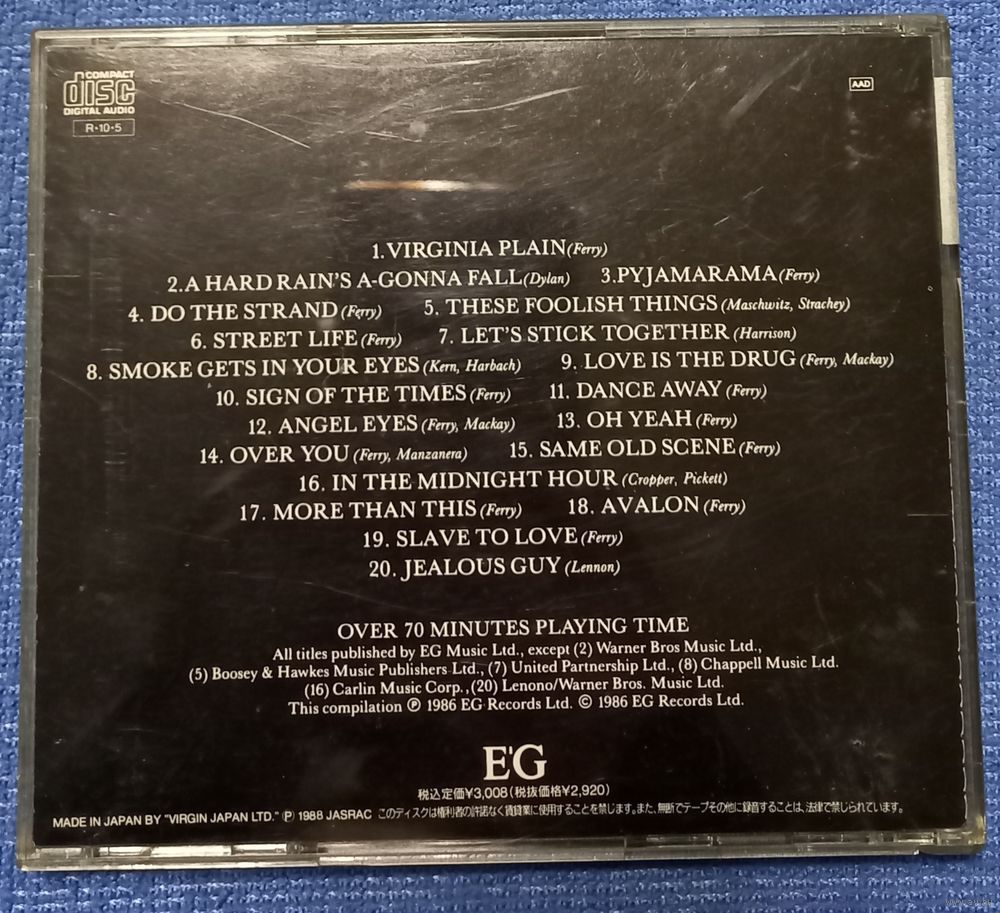 COMPACT
disc
DIGITAL AUDIO
R·10·5
AAD
1.VIRGINIA PLAIN(Ferry)
2.A HARD RAIN'S A-GONNA FALL(Dylan) 3.PYJAMARAMA(Ferry)
4. DO THE STRAND(Ferry) 5. THESE FOOLISH THINGS(Maschwitz, Strachey)
6. STREET LIFE(Ferry) 7. LET'S STICK TOGETHER(Harrison)
8. SMOKE GETS IN YOUR EYES(Kern, Harbach) 9. LOVE IS THE DRUG(Ferry, Mackay)
10. SIGN OF THE TIMES(Ferry) 11. DANCE AWAY(Ferry)
12. ANGEL EYES(Ferry, Mackay) 13. OH YEAH(Ferry)
14. OVER YOU(Ferry, Manzanera) 15. SAME OLD SCENE(Ferry)
16. IN THE MIDNIGHT HOUR(Cropper, Pickett)
17. MORE THAN THIS(Ferry) 18. AVALON(Ferry)
19. SLAVE TO LOVE(Ferry)
20. JEALOUS GUY(Lennon)
OVER 70 MINUTES PLAYING TIME
All titles published by EG Music Ltd., except (2) Warner Bros Music Ltd.,
(5) Boosey & Hawkes Music Publishers Ltd., (7) United Partnership Ltd., (8) Chappell Music Ltd.
(16) Carlin Music Corp., (20) Lenono/Warner Bros. Music Ltd.
This compilation ℗ 1986 EG Records Ltd. © 1986 EG Records Ltd.
E'G
税込定価¥3,008(税抜価格¥2,920)
MADE IN JAPAN BY "VIRGIN JAPAN LTD." ℗ 1988 JASRAC このディスクは権利者の許諾なく賃貸業に使用することを禁じます。また、無断でテープその他に録音することは、法律で禁じられています。